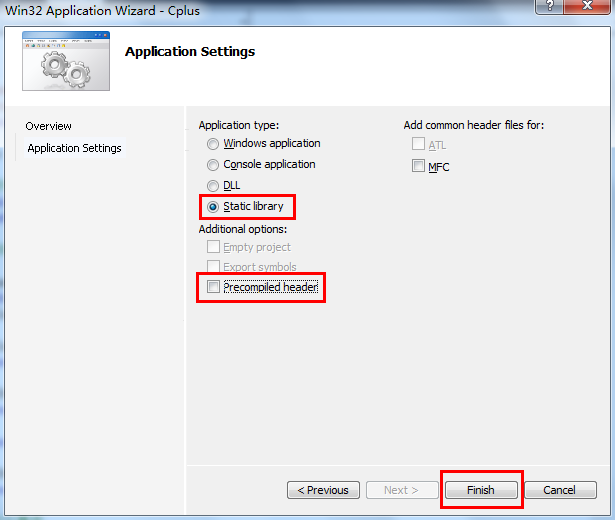 Win32 Application Wizard - Cplus
?
Application Settings
Overview
Application Settings
Application type:
Windows application
Console application
DLL
Static library
Additional options:
Empty project
Export symbols
Precompiled header
Add common header files for:
ATL
MFC
< Previous
Next >
Finish
Cancel